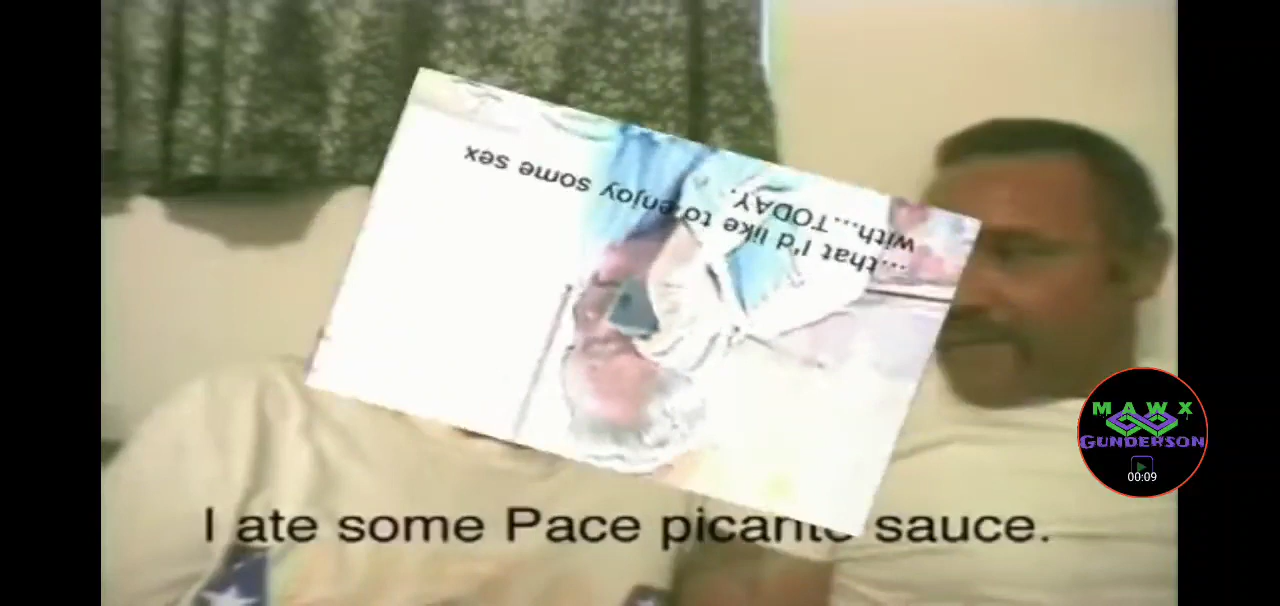 ...that I'd like to enjoy some sex
with...TODAY.
I ate some Pace picante sauce.
MAWX
GUNDERSON
00:09